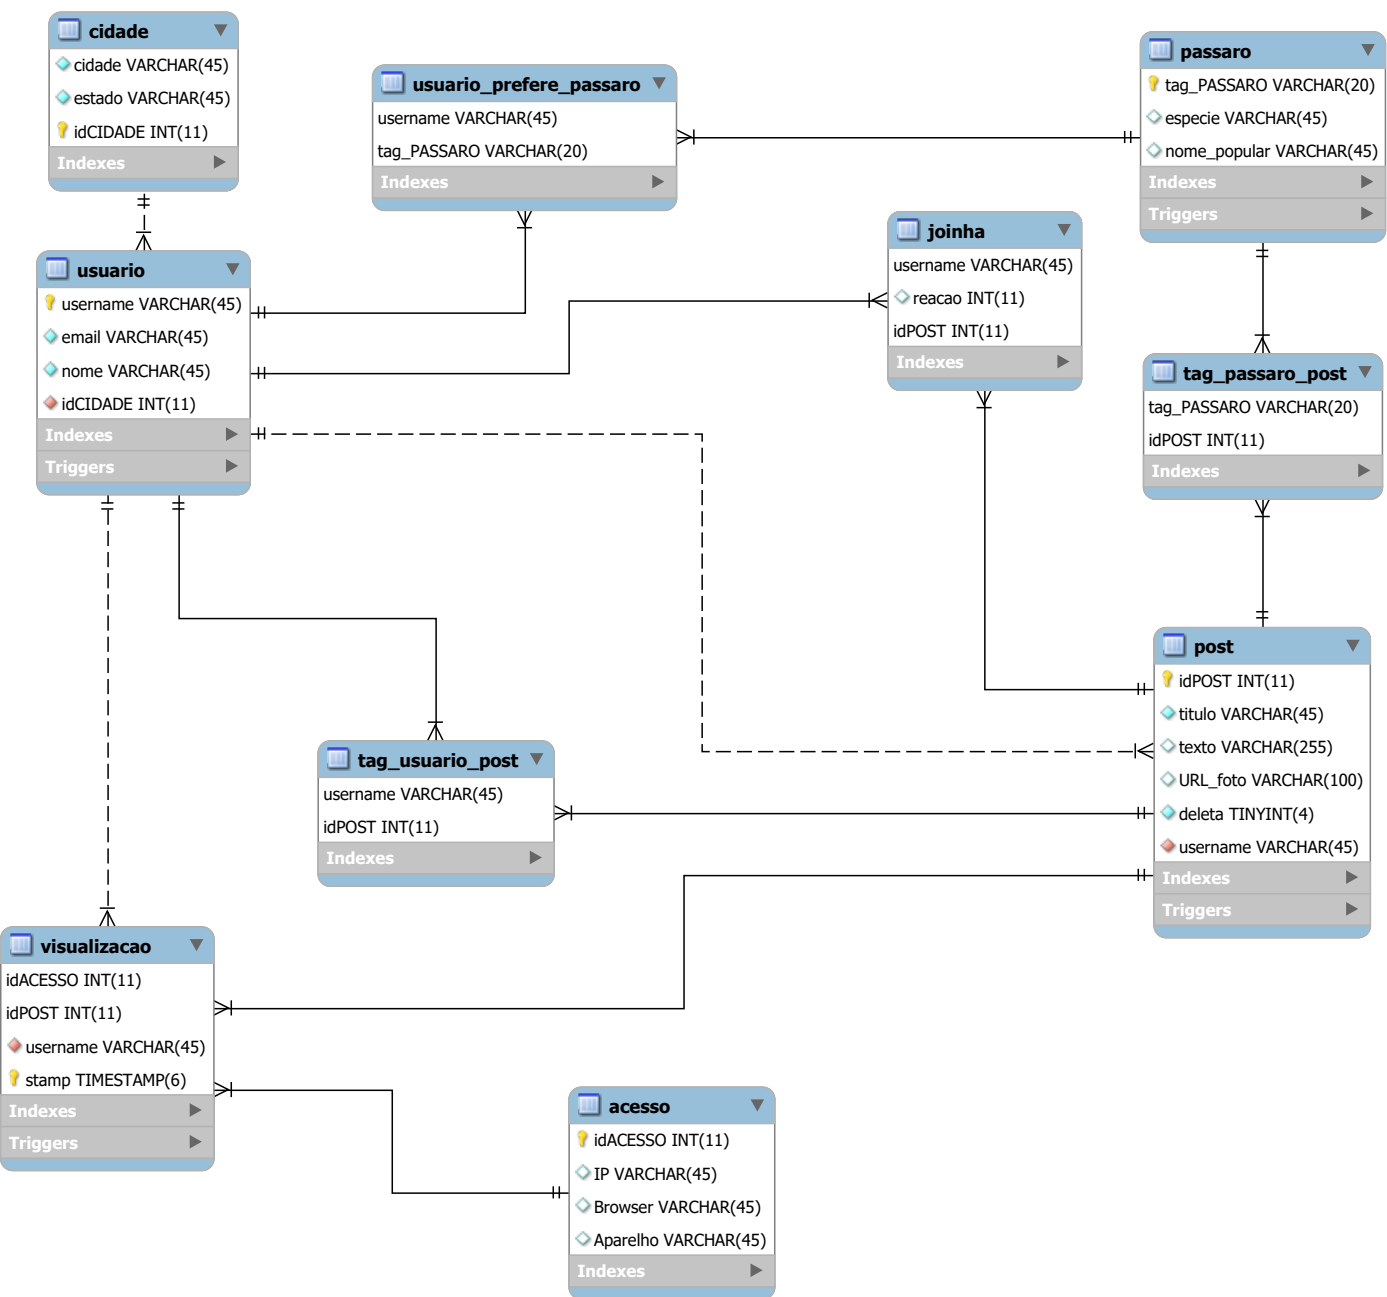 cidade
cidade VARCHAR(45)
estado VARCHAR(45)
idCIDADE INT(11)
Indexes
usuario_prefere_passaro
username VARCHAR(45)
tag_PASSARO VARCHAR(20)
Indexes
passaro
tag_PASSARO VARCHAR(20)
especie VARCHAR(45)
nome_popular VARCHAR(45)
Indexes
Triggers
usuario
username VARCHAR(45)
email VARCHAR(45)
nome VARCHAR(45)
idCIDADE INT(11)
Indexes
Triggers
joinha
username VARCHAR(45)
reacao INT(11)
idPOST INT(11)
Indexes
tag_passaro_post
tag_PASSARO VARCHAR(20)
idPOST INT(11)
Indexes
post
idPOST INT(11)
titulo VARCHAR(45)
texto VARCHAR(255)
URL_foto VARCHAR(100)
deleta TINYINT(4)
username VARCHAR(45)
Indexes
Triggers
tag_usuario_post
username VARCHAR(45)
idPOST INT(11)
Indexes
visualizacao
idACESSO INT(11)
idPOST INT(11)
username VARCHAR(45)
stamp TIMESTAMP(6)
Indexes
Triggers
acesso
idACESSO INT(11)
IP VARCHAR(45)
Browser VARCHAR(45)
Aparelho VARCHAR(45)
Indexes